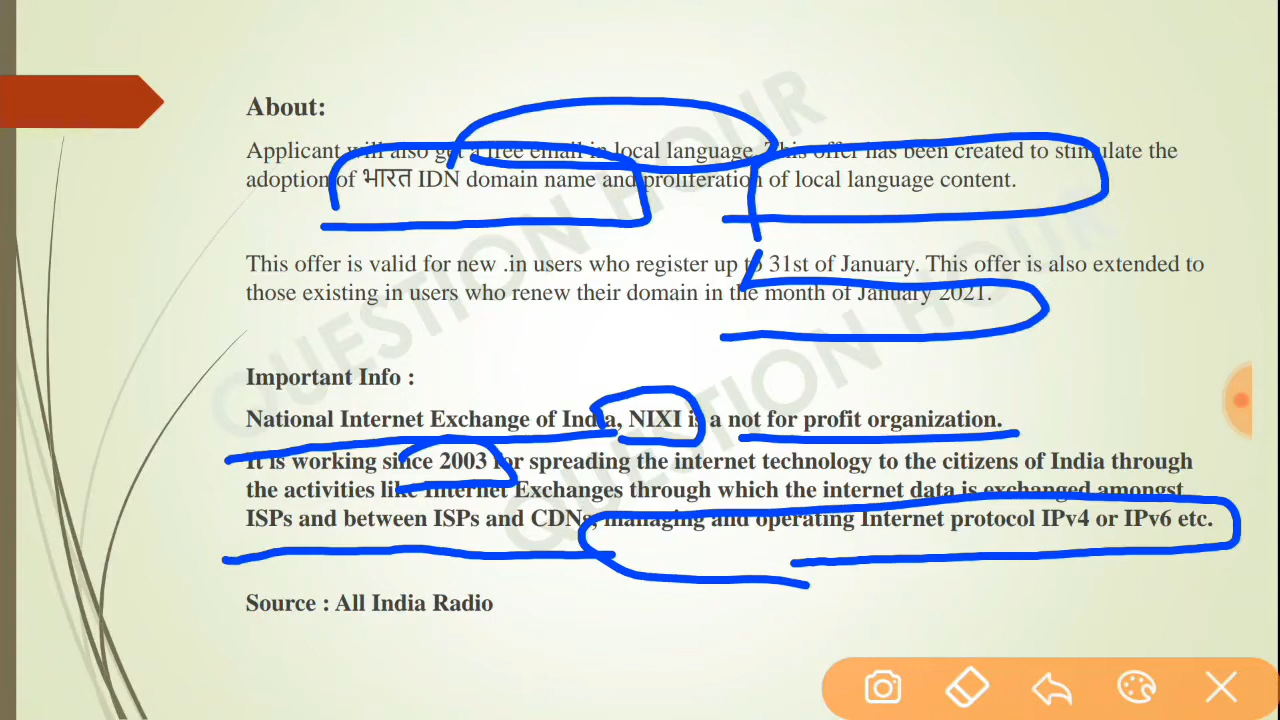 About:
Applicant will also get a free email in local language. This offer has been created to stimulate the
adoption of भारत IDN domain name and proliferation of local language content.
This offer is valid for new .in users who register up to 31st of January. This offer is also extended to
those existing in users who renew their domain in the month of January 2021.
Important Info :
National Internet Exchange of India, NIXI is a not for profit organization.
It is working since 2003 for spreading the internet technology to the citizens of India through
the activities like Internet Exchanges through which the internet data is exchanged amongst
ISPs and between ISPs and CDNs, managing and operating Internet protocol IPv4 or IPv6 etc.
Source : All India Radio
QUESTION HOUR
QUESTION HOUR